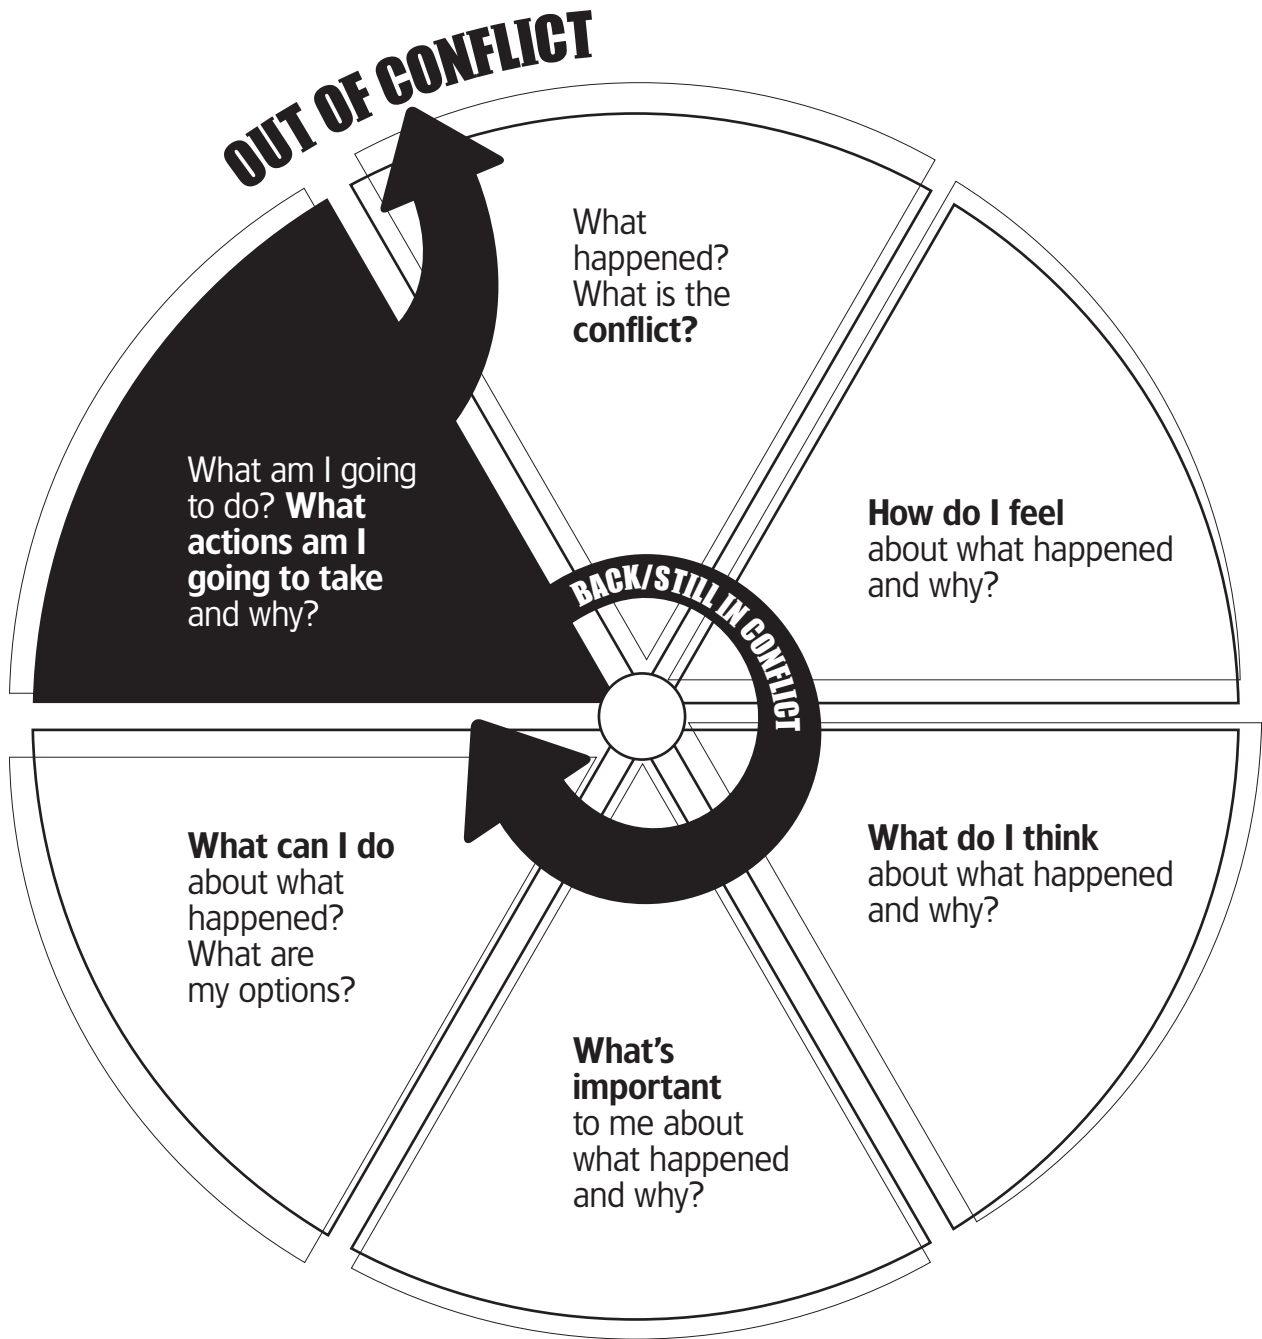 OUT OF CONFLICT
What
happened?
What is the
conflict?
How do I feel
about what happened
and why?
What do I think
about what happened
and why?
What's
important
to me about
what happened
and why?
What can I do
about what
happened?
What are
my options?
What am I going
to do? What
actions am I
going to take
and why?
BACK/STILL IN CONFLICT